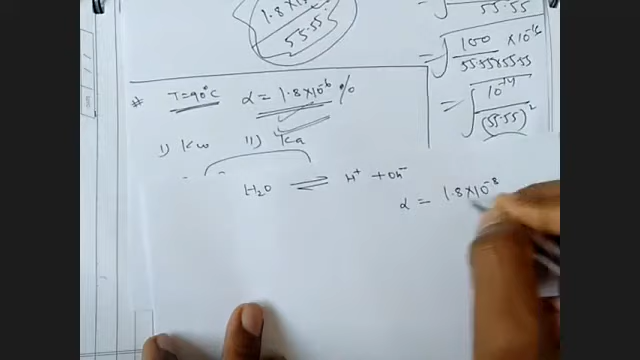 1.8×10
55.55
55.55
= √100/55.55×55.55 ×10⁻¹⁶
= √10⁻¹⁴/(55.55)²
# T=90°C α = 1.8×10⁻⁶ %
i) Kw ii) Ka
H₂O ⇌ H⁺ + OH⁻
α = 1.8×10⁻⁸